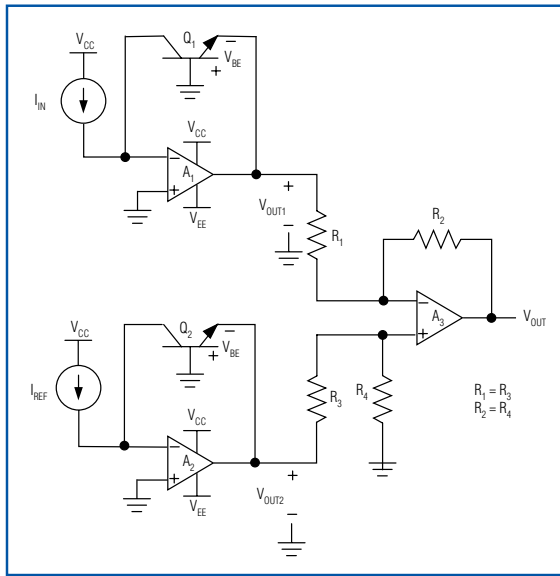 V_CC
Q_1
−
+
V_BE
I_IN
−
+
A_1
V_CC
V_EE
+
V_OUT1
−
R_1
R_2
−
+
A_3
V_OUT
V_CC
Q_2
−
+
V_BE
I_REF
−
+
A_2
V_CC
V_EE
R_3
R_4
R_1 = R_3
R_2 = R_4
+
V_OUT2
−